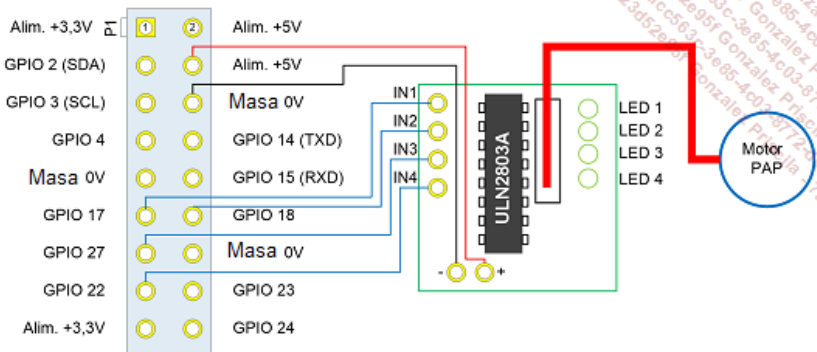 Alim. +3,3V
P1
1
2
Alim. +5V
GPIO 2 (SDA)
Alim. +5V
GPIO 3 (SCL)
Masa 0V
GPIO 4
GPIO 14 (TXD)
Masa 0V
GPIO 15 (RXD)
GPIO 17
GPIO 18
GPIO 27
Masa 0V
GPIO 22
GPIO 23
Alim. +3,3V
GPIO 24
IN1
IN2
IN3
IN4
ULN2803A
- +
LED 1
LED 2
LED 3
LED 4
Motor
PAP